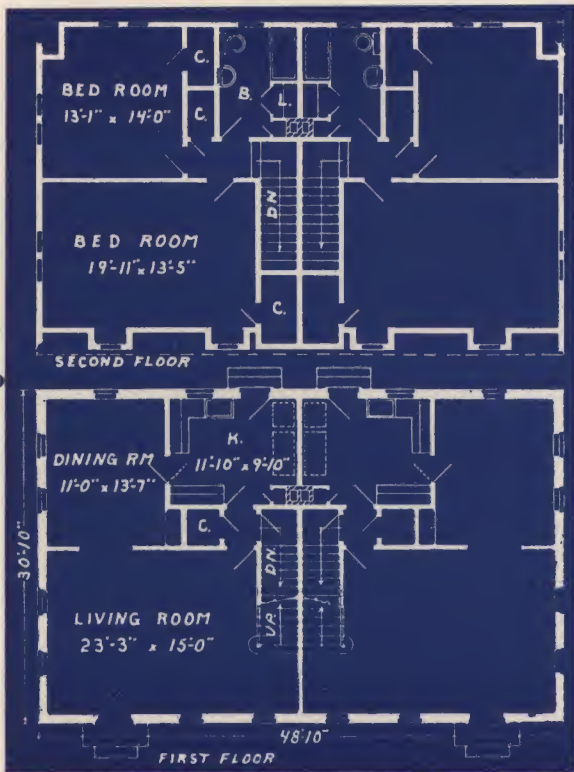 C.
BED ROOM
13'-1" x 14'-0"
B.
L.
C.
DN
BED ROOM
19'-11" x 13'-5"
C.
SECOND FLOOR
K.
11'-10" x 9'-10"
DINING RM
11'-0" x 13'-7"
C.
30'-10"
DN.
UP.
LIVING ROOM
23'-3" x 15'-0"
48'10"
FIRST FLOOR